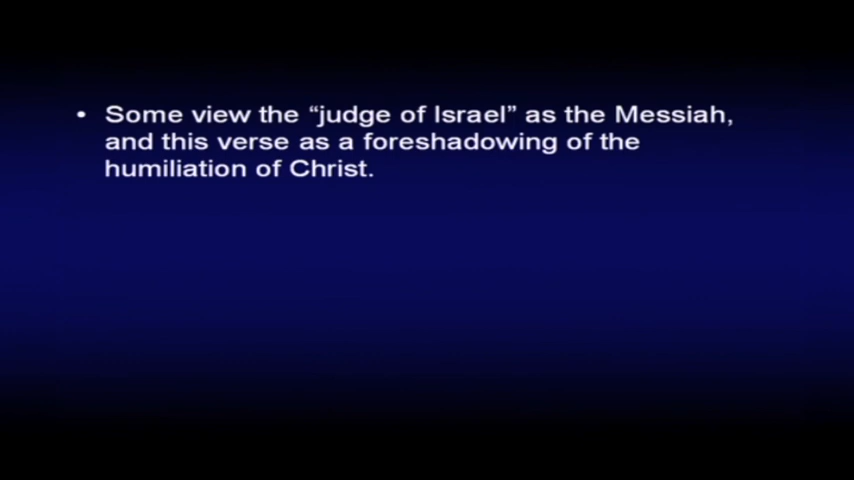 • Some view the “judge of Israel” as the Messiah,
and this verse as a foreshadowing of the
humiliation of Christ.